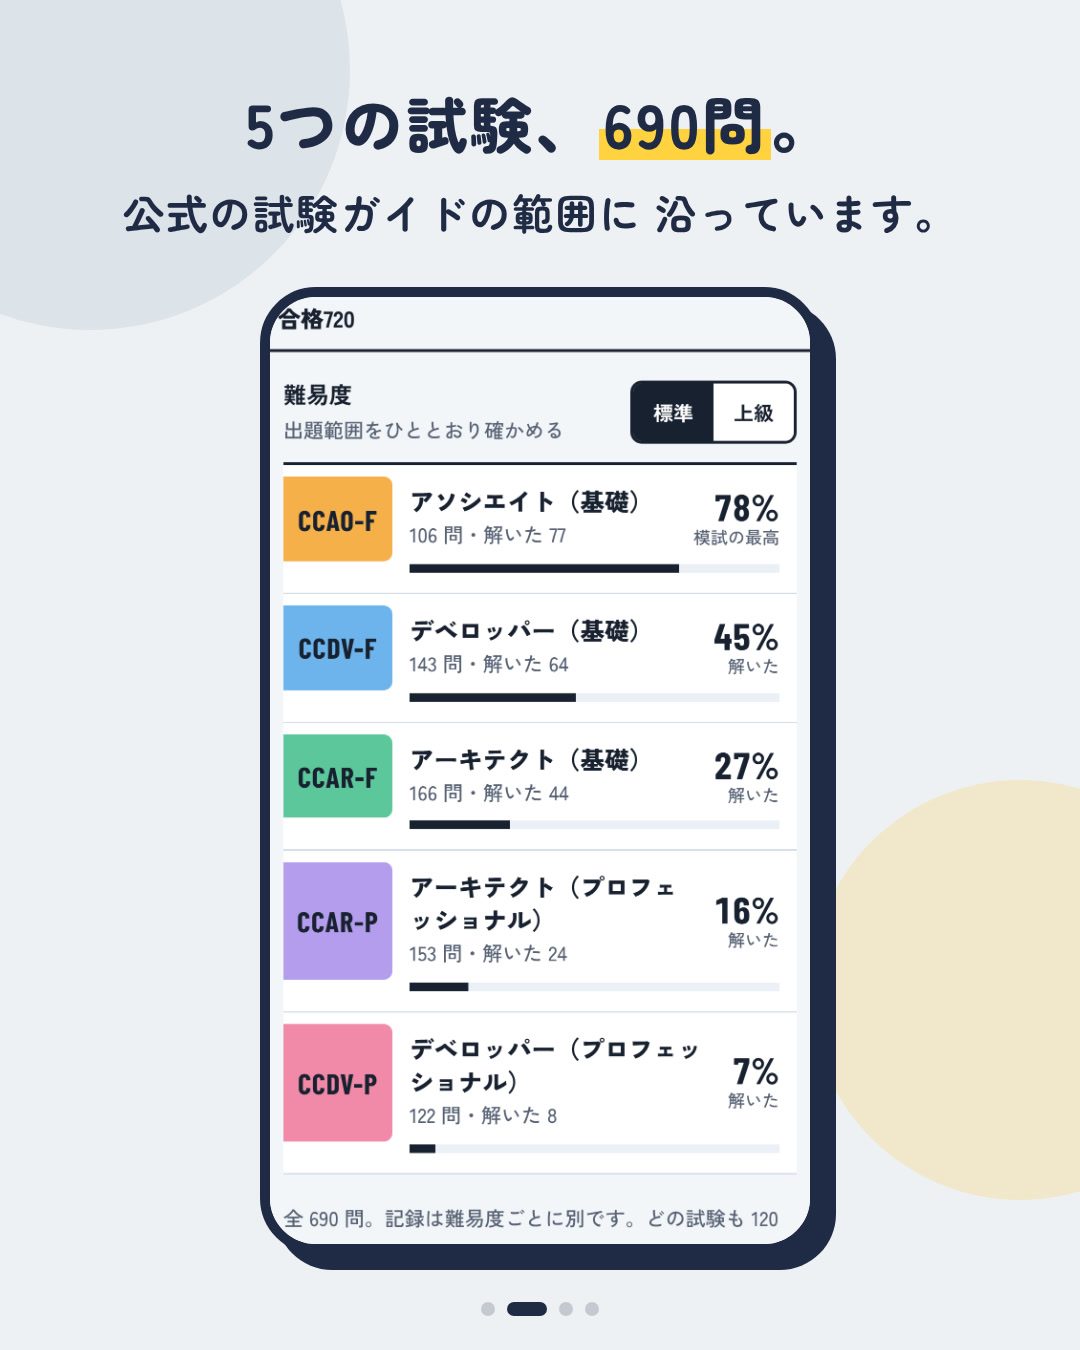 5つの試験、690問。
公式の試験ガイドの範囲に 沿っています。
合格720
難易度
出題範囲をひととおり確かめる
標準
上級
CCAO-F
アソシエイト（基礎）
106 問・解いた 77
78%
模試の最高
CCDV-F
デベロッパー（基礎）
143 問・解いた 64
45%
解いた
CCAR-F
アーキテクト（基礎）
166 問・解いた 44
27%
解いた
CCAR-P
アーキテクト（プロフェ
ッショナル）
153 問・解いた 24
16%
解いた
CCDV-P
デベロッパー（プロフェッ
ショナル）
122 問・解いた 8
7%
解いた
全 690 問。記録は難易度ごとに別です。どの試験も 120